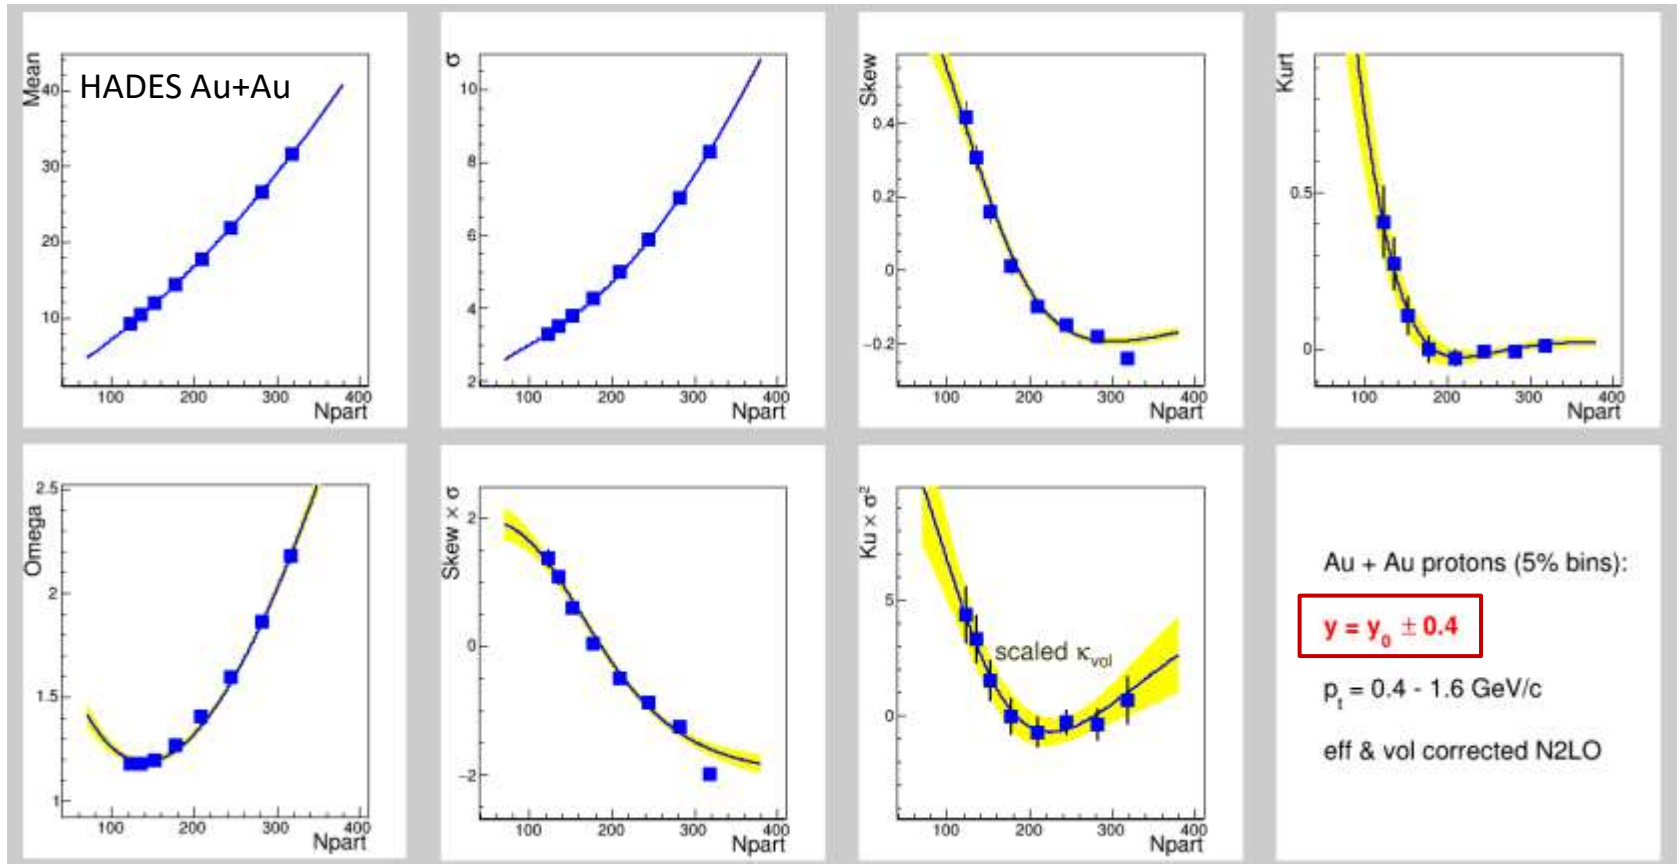 Mean
HADES Au+Au
40
30
20
10
100 200 300 400
Npart
σ
10
8
6
4
2
100 200 300 400
Npart
Skew
0.4
0.2
0
−0.2
100 200 300 400
Npart
Kurt
0.5
0
100 200 300 400
Npart
Omega
2.5
2
1.5
1
100 200 300 400
Npart
Skew × σ
2
0
−2
100 200 300 400
Npart
Ku × σ²
5
0
scaled κvol
100 200 300 400
Npart
Au + Au protons (5% bins):
y = y₀ ± 0.4
pt = 0.4 - 1.6 GeV/c
eff & vol corrected N2LO